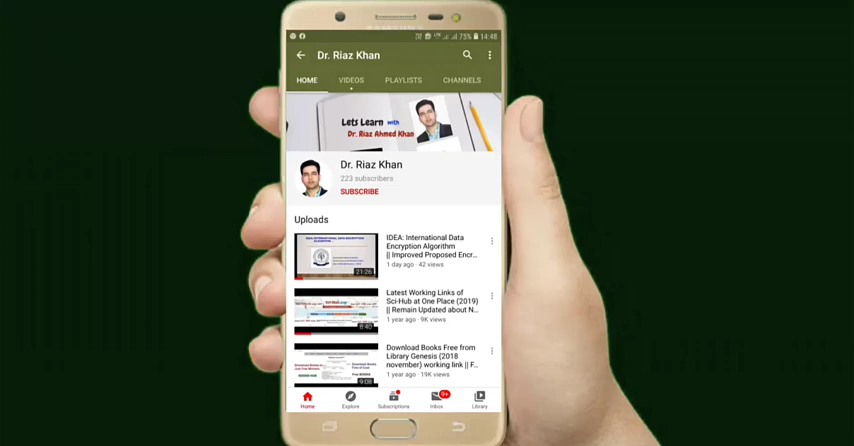 SAMSUNG
75% 14:48
Dr. Riaz Khan
HOME VIDEOS PLAYLISTS CHANNELS
Lets Learn with
Dr. Riaz Ahmed Khan
Dr. Riaz Khan
223 subscribers
SUBSCRIBE
Uploads
IDEA: International Data
Encryption Algorithm
|| Improved Proposed Encr...
1 day ago · 42 views
21:26
Latest Working Links of
Sci-Hub at One Place (2019)
|| Remain Updated about N...
1 year ago · 9K views
8:40
Download Books Free from
Library Genesis (2018
november) working link || F...
1 year ago · 19K views
9:08
9+
Home Explore Subscriptions Inbox Library